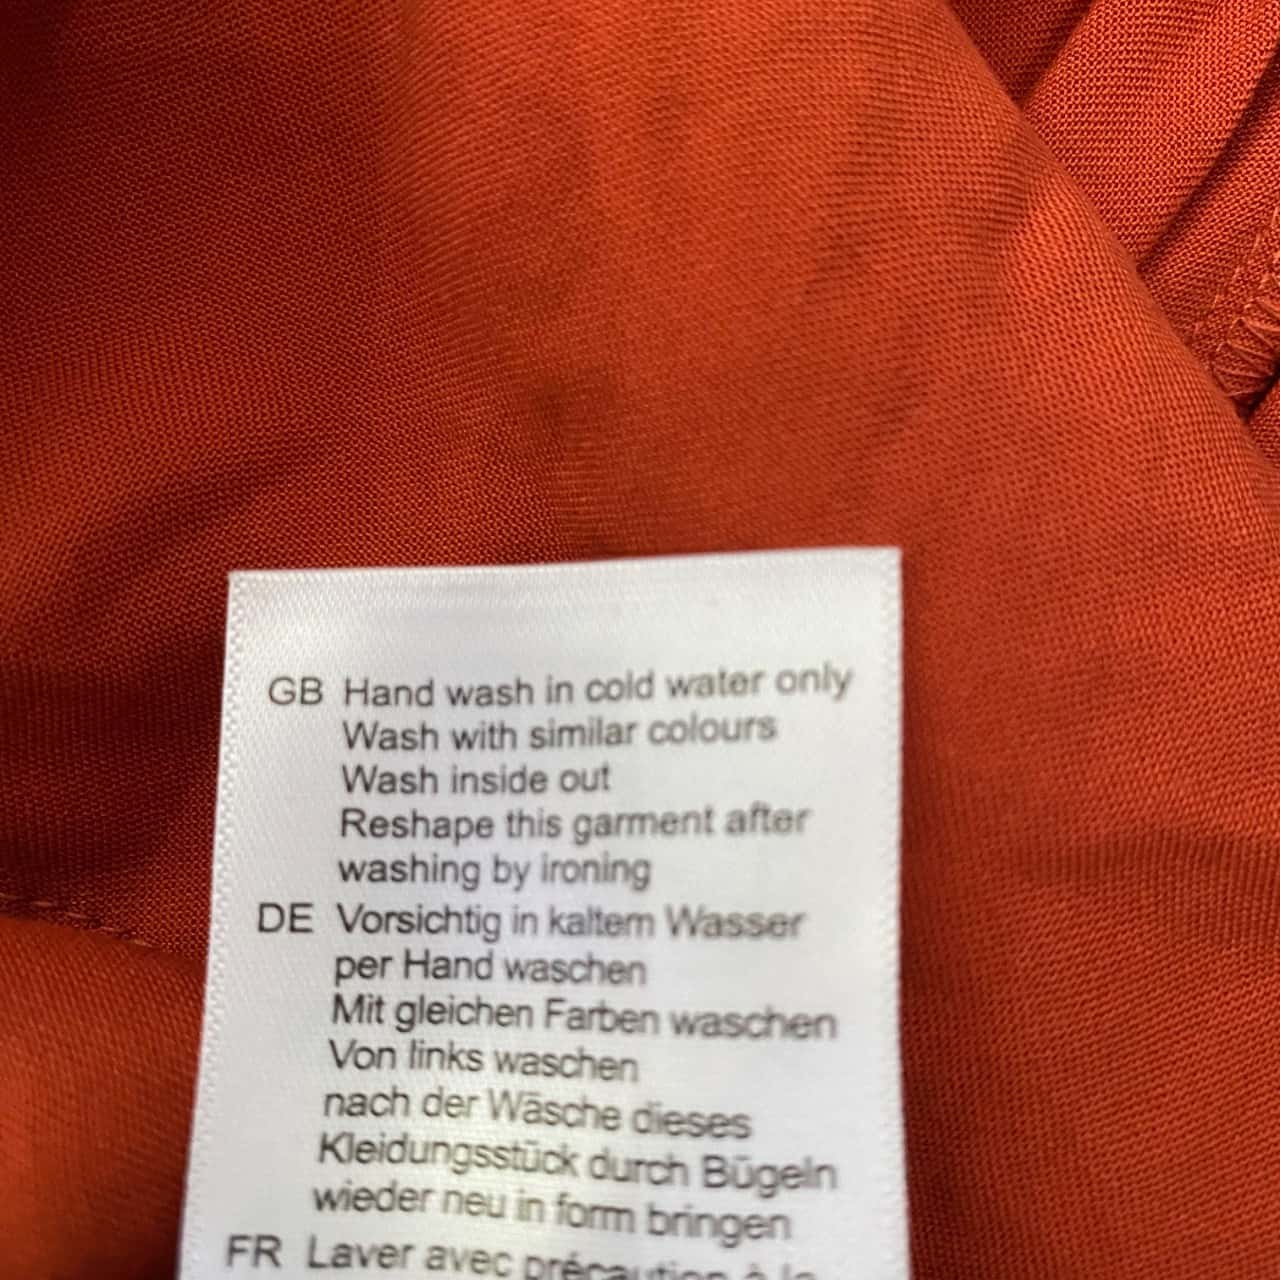 GB Hand wash in cold water only
Wash with similar colours
Wash inside out
Reshape this garment after
washing by ironing
DE Vorsichtig in kaltem Wasser
per Hand waschen
Mit gleichen Farben waschen
Von links waschen
nach der Wäsche dieses
Kleidungsstück durch Bügeln
wieder neu in form bringen
FR Laver avec précaution à la